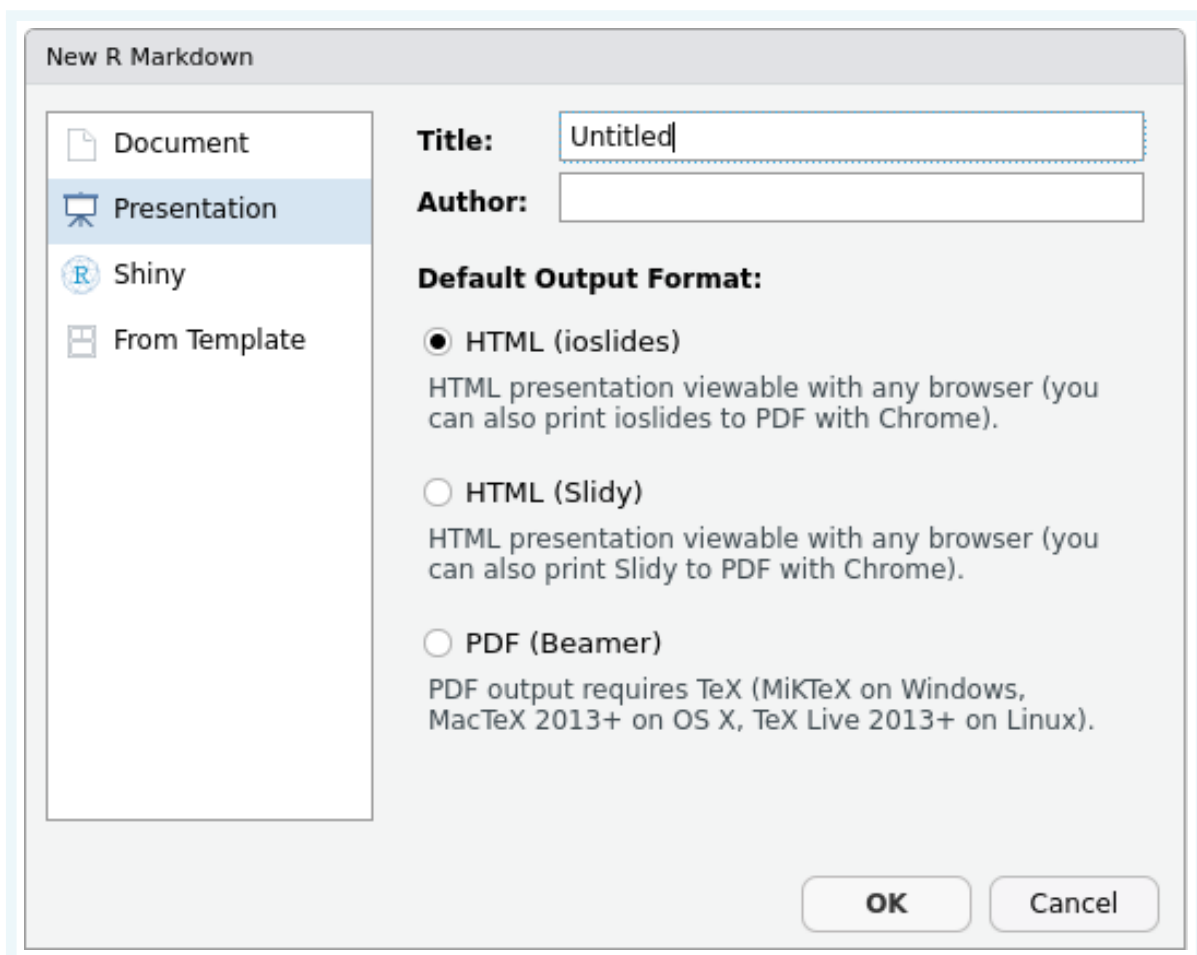 New R Markdown
Document
Presentation
Shiny
From Template
Title: Untitled
Author:
Default Output Format:
HTML (ioslides)
HTML presentation viewable with any browser (you
can also print ioslides to PDF with Chrome).
HTML (Slidy)
HTML presentation viewable with any browser (you
can also print Slidy to PDF with Chrome).
PDF (Beamer)
PDF output requires TeX (MiKTeX on Windows,
MacTeX 2013+ on OS X, TeX Live 2013+ on Linux).
OK Cancel